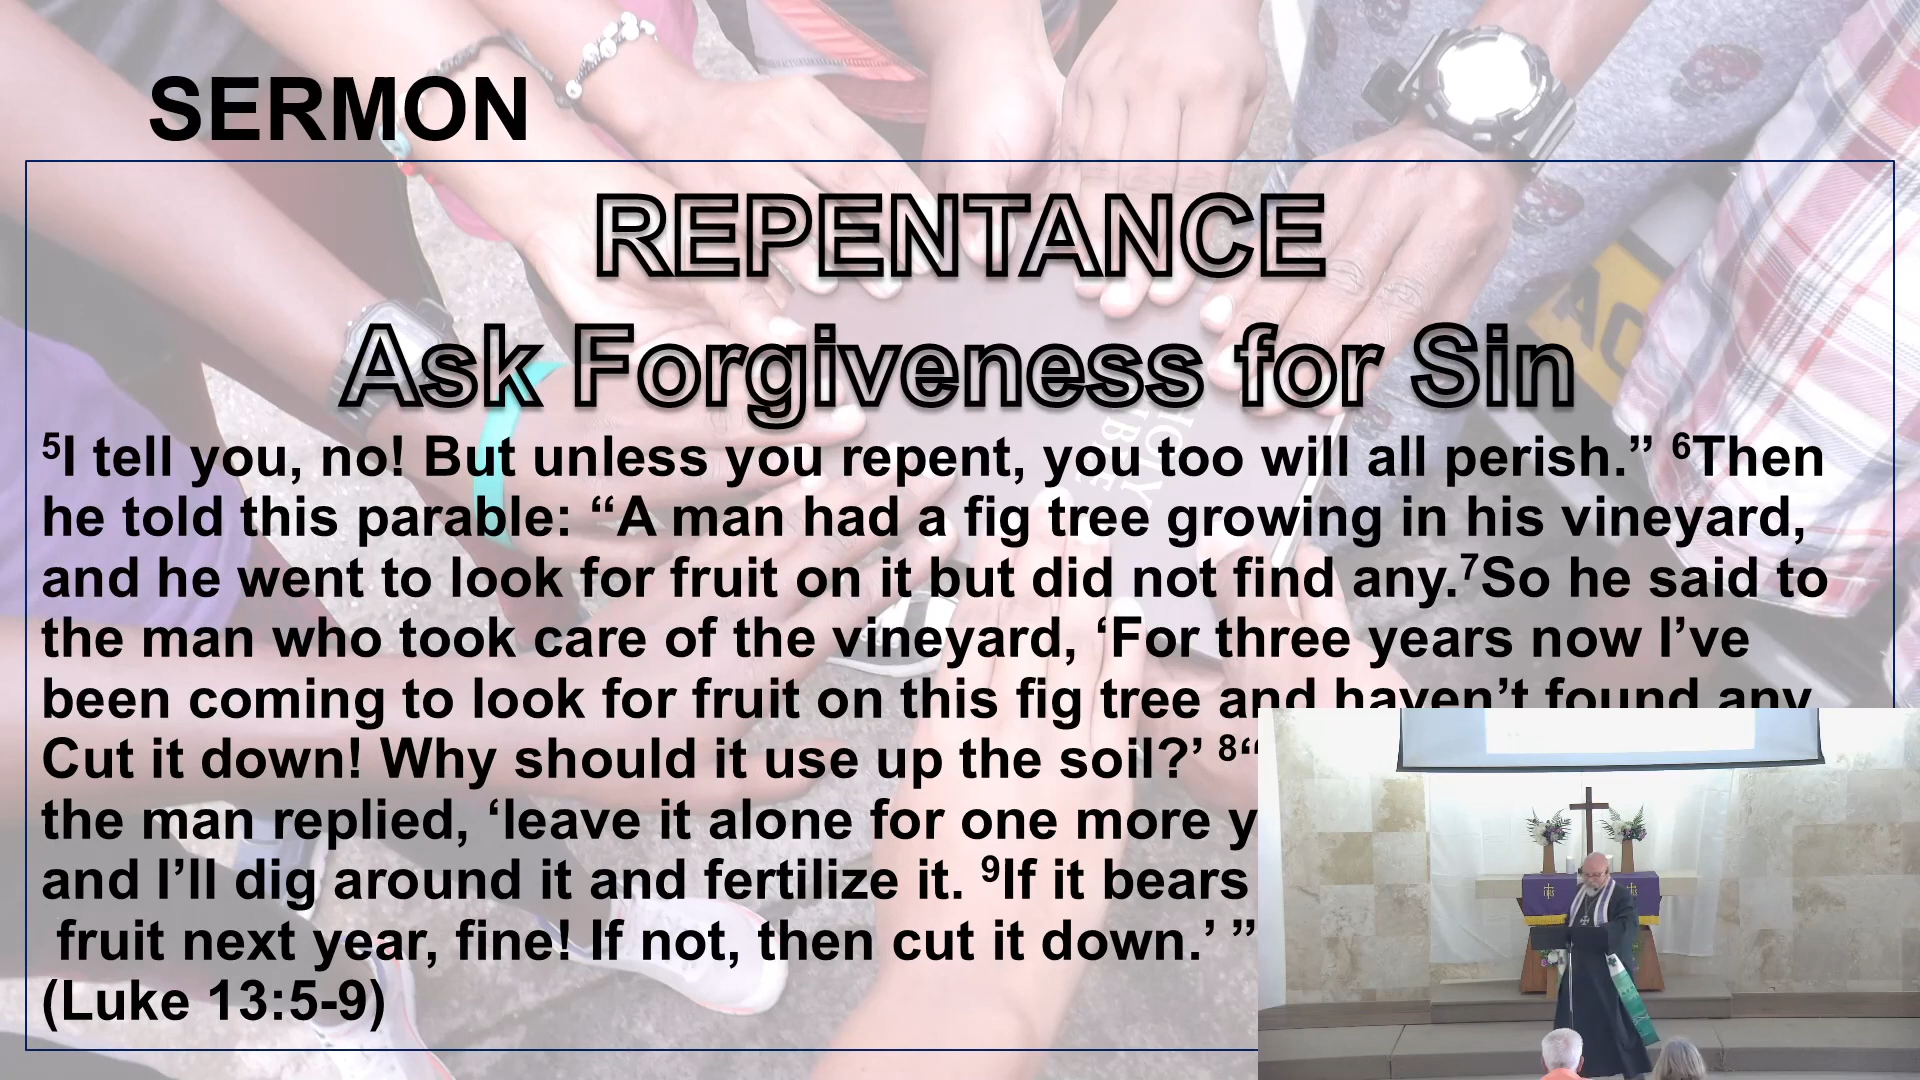 SERMON
REPENTANCE
Ask Forgiveness for Sin
⁵I tell you, no! But unless you repent, you too will all perish.” ⁶Then
he told this parable: “A man had a fig tree growing in his vineyard,
and he went to look for fruit on it but did not find any.⁷So he said to
the man who took care of the vineyard, ‘For three years now I’ve
been coming to look for fruit on this fig tree and haven’t found any
Cut it down! Why should it use up the soil?’ ⁸“
the man replied, ‘leave it alone for one more y
and I’ll dig around it and fertilize it. ⁹If it bears
fruit next year, fine! If not, then cut it down.’ ”
(Luke 13:5-9)
HOLY
BIBLE